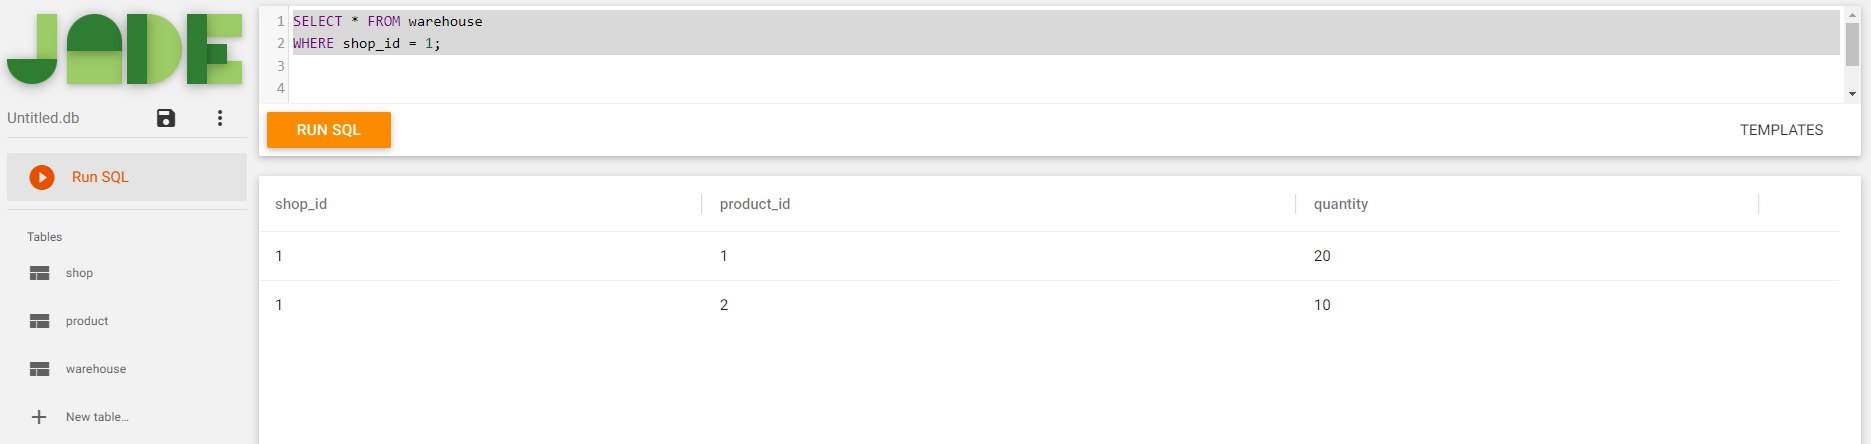 JADE
Untitled.db
Run SQL
Tables
shop
product
warehouse
New table...
1 SELECT * FROM warehouse
2 WHERE shop_id = 1;
3
4
RUN SQL
TEMPLATES
shop_id product_id quantity
1 1 20
1 2 10